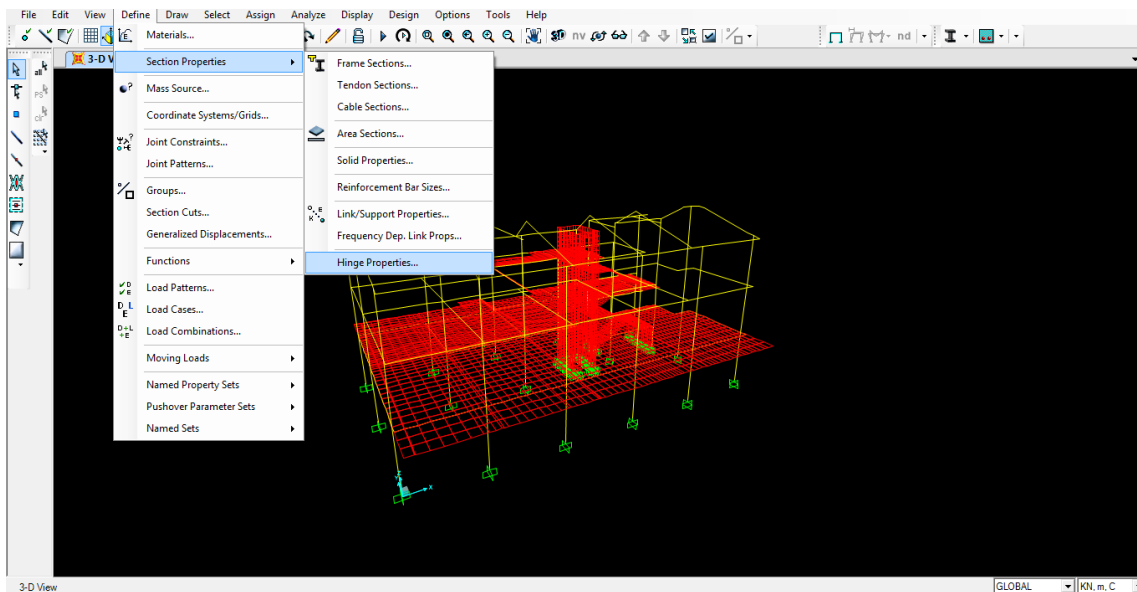 File Edit View Define Draw Select Assign Analyze Display Design Options Tools Help
Materials...
3-D V
Section Properties
Mass Source...
Coordinate Systems/Grids...
Joint Constraints...
Joint Patterns...
Groups...
Section Cuts...
Generalized Displacements...
Functions
Load Patterns...
Load Cases...
Load Combinations...
Moving Loads
Named Property Sets
Pushover Parameter Sets
Named Sets
Frame Sections...
Tendon Sections...
Cable Sections...
Area Sections...
Solid Properties...
Reinforcement Bar Sizes...
Link/Support Properties...
Frequency Dep. Link Props...
Hinge Properties...
all
PS
clr
3D nv
nd
X
3-D View
GLOBAL
KN, m, C